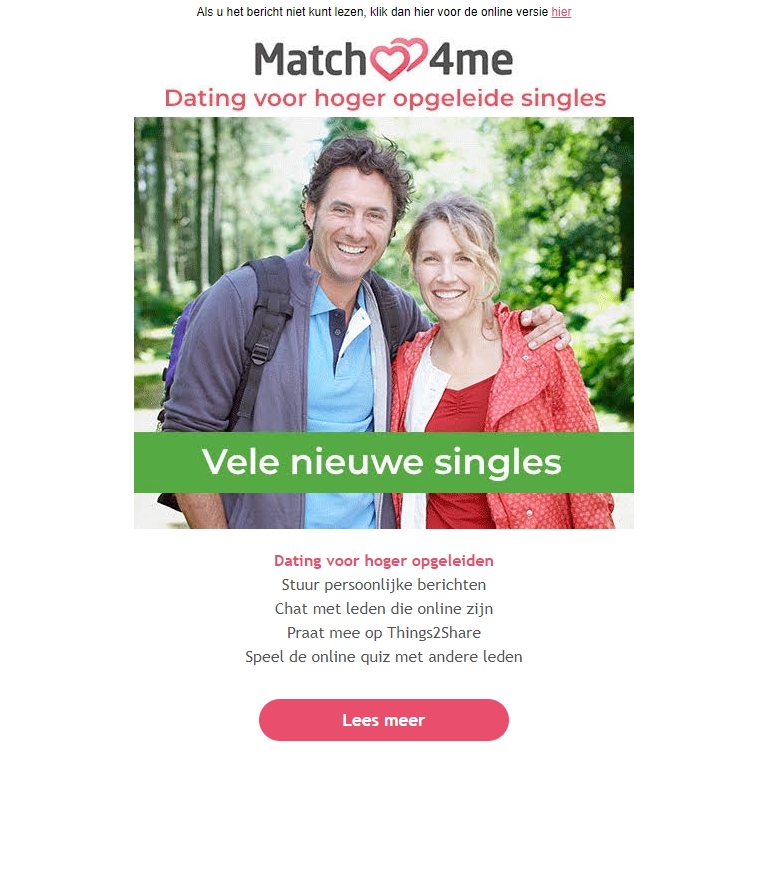 Als u het bericht niet kunt lezen, klik dan hier voor de online versie hier
Match4me
Dating voor hoger opgeleide singles
Vele nieuwe singles
Dating voor hoger opgeleiden
Stuur persoonlijke berichten
Chat met leden die online zijn
Praat mee op Things2Share
Speel de online quiz met andere leden
Lees meer